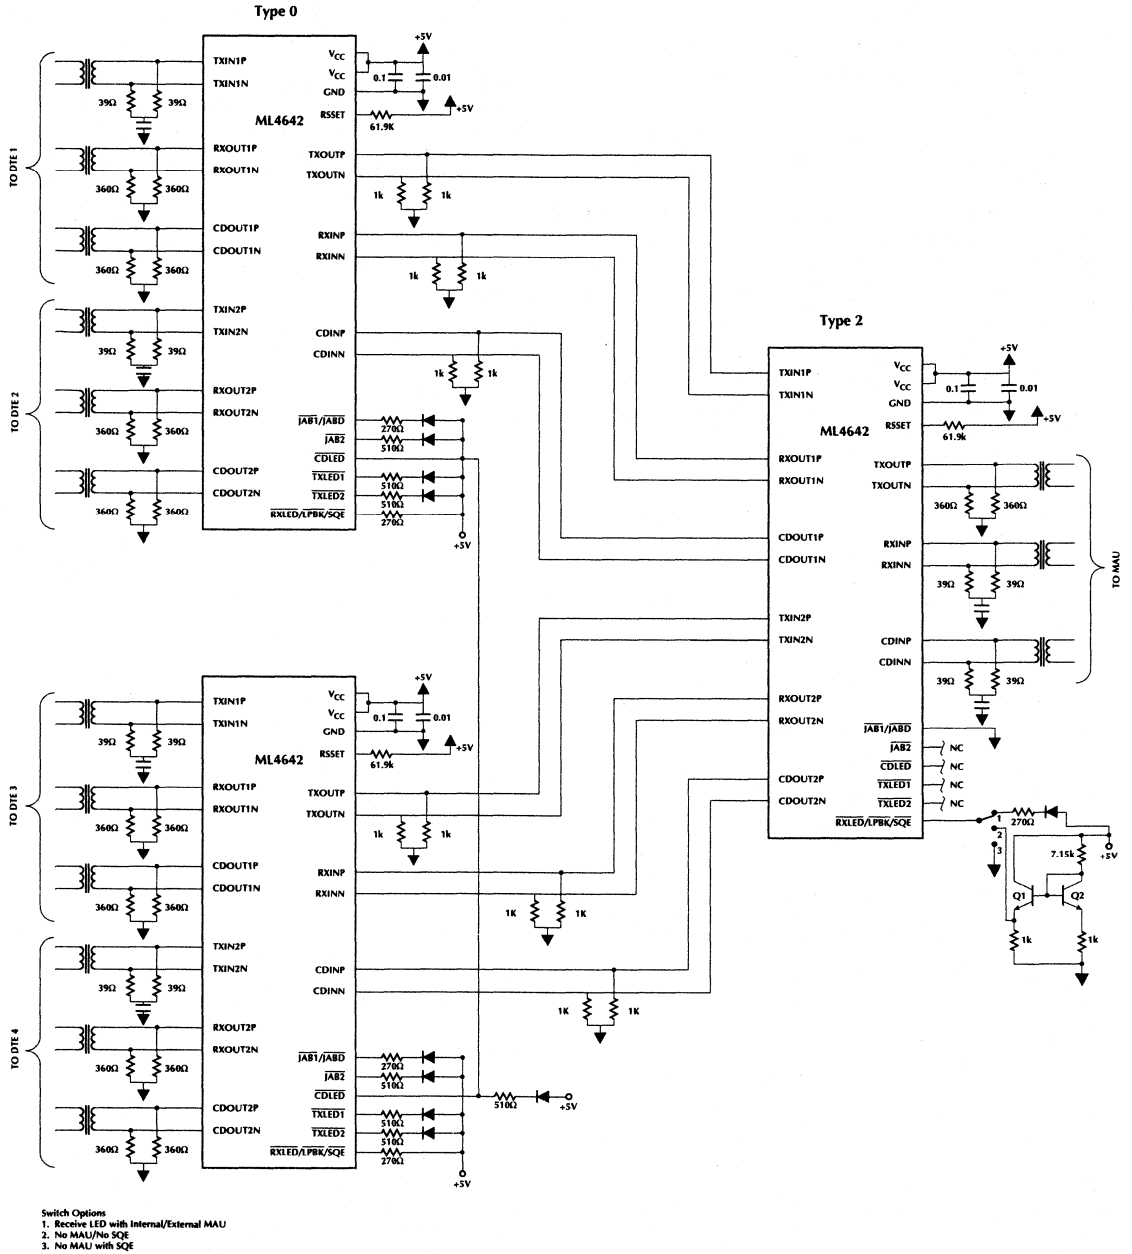 Type 0
TO DTE 1
TXIN1P
TXIN1N
39Ω 39Ω
RXOUT1P
RXOUT1N
360Ω 360Ω
CDOUT1P
CDOUT1N
360Ω 360Ω
TO DTE 2
TXIN2P
TXIN2N
39Ω 39Ω
RXOUT2P
RXOUT2N
360Ω 360Ω
CDOUT2P
CDOUT2N
360Ω 360Ω
ML4642
VCC
VCC
GND
RSSET
+5V
0.1 0.01
61.9K
+5V
TXOUTP
TXOUTN
1k 1k
RXINP
RXINN
1k 1k
CDINP
CDINN
1k 1k
JAB1/JABD
270Ω
JAB2
510Ω
CDLED
TXLED1
510Ω
TXLED2
510Ω
RXLED/LPBK/SQE
270Ω
+5V
Type 2
TXIN1P
TXIN1N
RXOUT1P
RXOUT1N
CDOUT1P
CDOUT1N
TXIN2P
TXIN2N
RXOUT2P
RXOUT2N
CDOUT2P
CDOUT2N
ML4642
VCC
VCC
GND
RSSET
+5V
0.1 0.01
61.9k
+5V
TXOUTP
TXOUTN
360Ω 360Ω
RXINP
RXINN
39Ω 39Ω
CDINP
CDINN
39Ω 39Ω
TO MAU
JAB1/JABD
JAB2 NC
CDLED NC
TXLED1 NC
TXLED2 NC
RXLED/LPBK/SQE
1
2
3
270Ω
+5V
7.15k
Q1 Q2
1k 1k
TO DTE 3
TXIN1P
TXIN1N
39Ω 39Ω
RXOUT1P
RXOUT1N
360Ω 360Ω
CDOUT1P
CDOUT1N
360Ω 360Ω
TO DTE 4
TXIN2P
TXIN2N
39Ω 39Ω
RXOUT2P
RXOUT2N
360Ω 360Ω
CDOUT2P
CDOUT2N
360Ω 360Ω
ML4642
VCC
VCC
GND
RSSET
+5V
0.1 0.01
61.9k
+5V
TXOUTP
TXOUTN
1k 1k
RXINP
RXINN
1K 1K
CDINP
CDINN
1K 1K
JAB1/JABD
270Ω
JAB2
510Ω
CDLED
510Ω
+5V
TXLED1
510Ω
TXLED2
510Ω
RXLED/LPBK/SQE
270Ω
+5V
Switch Options
1. Receive LED with Internal/External MAU
2. No MAU/No SQE
3. No MAU with SQE